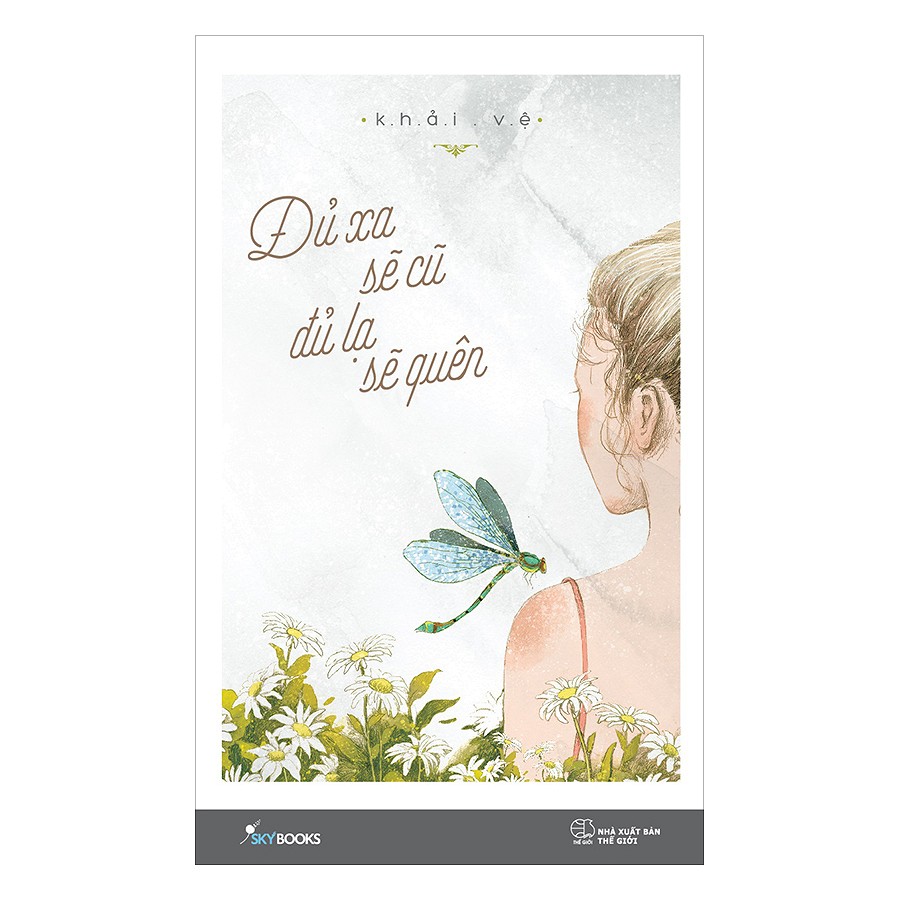 k.h.ả.i . v.ệ
Đủ xa
sẽ cũ
đủ lạ
sẽ quên
SKYBOOKS
THẾ GIỚI
NHÀ XUẤT BẢN
THẾ GIỚI